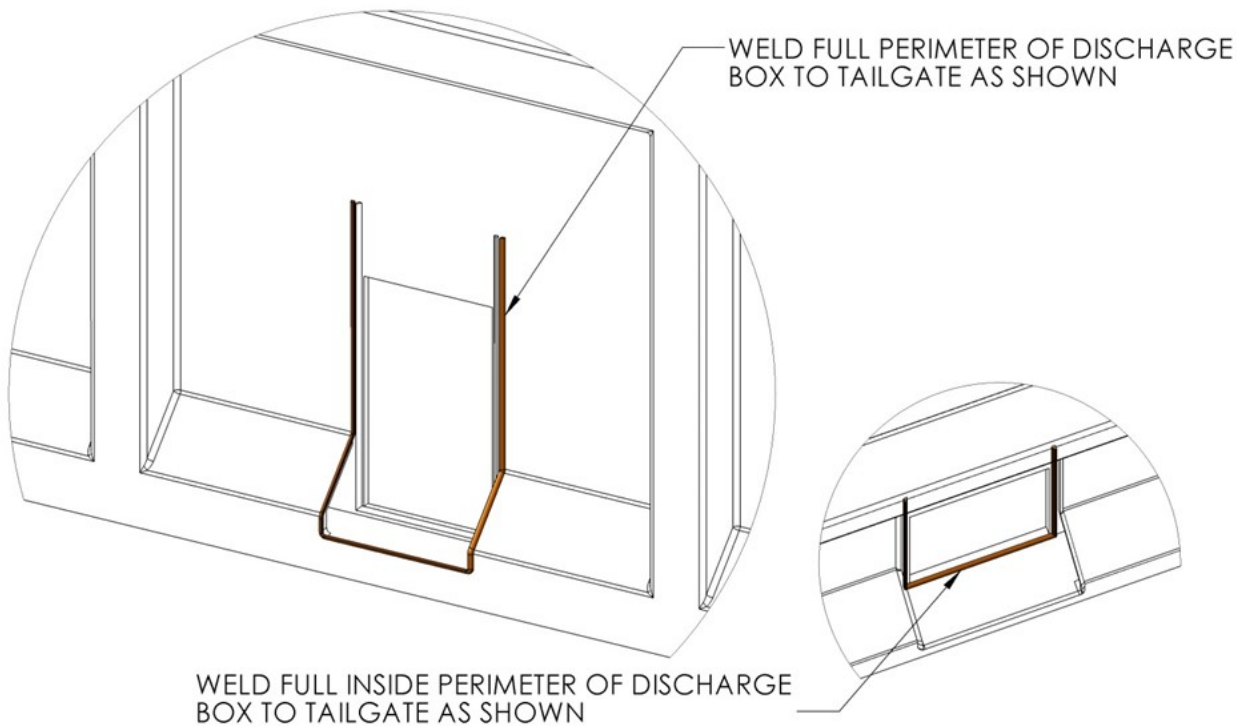 WELD FULL PERIMETER OF DISCHARGE
BOX TO TAILGATE AS SHOWN
WELD FULL INSIDE PERIMETER OF DISCHARGE
BOX TO TAILGATE AS SHOWN